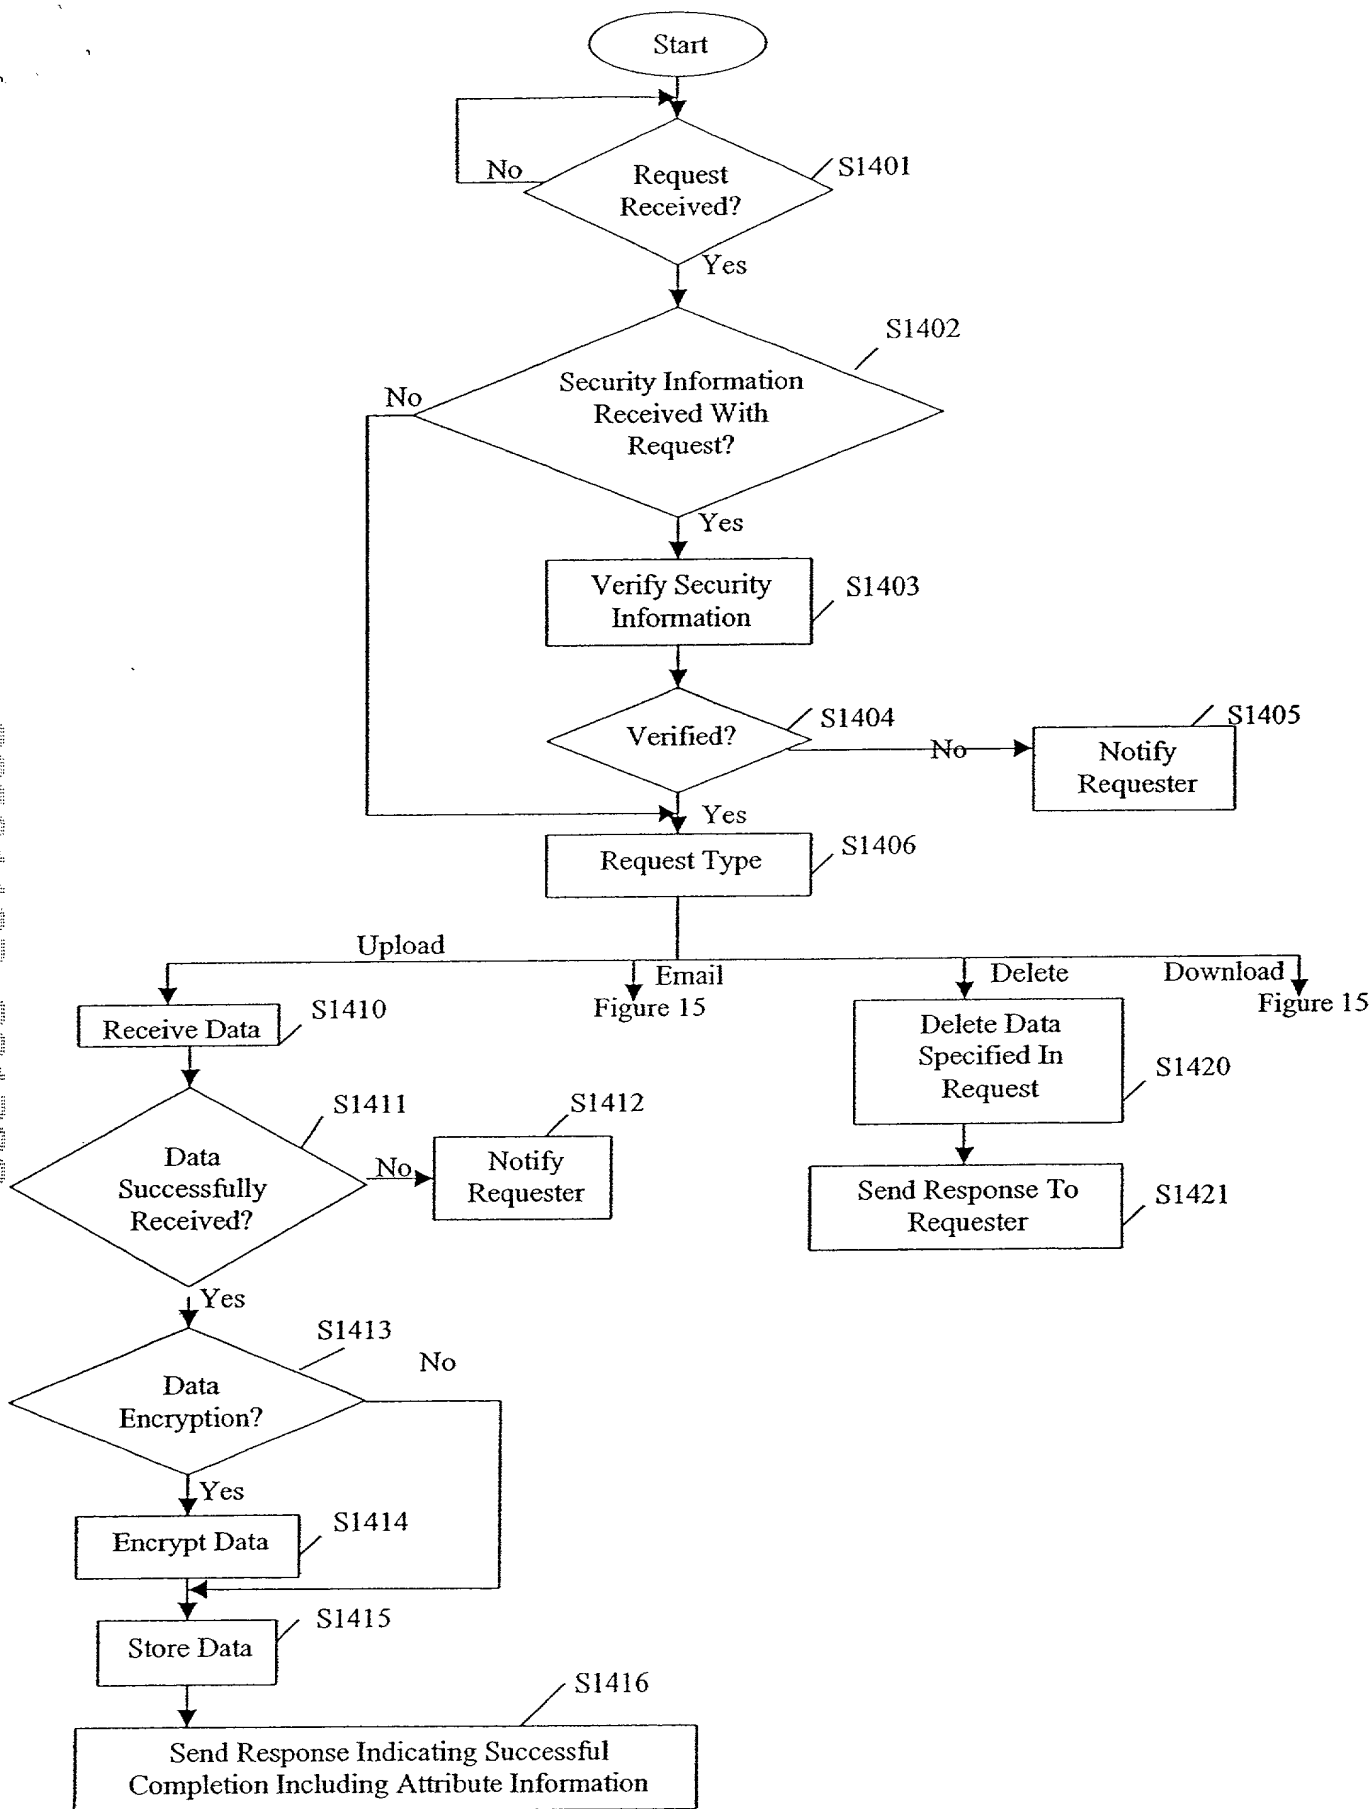 Start
No
Request
Received?
S1401
Yes
S1402
No
Security Information
Received With
Request?
Yes
Verify Security
Information
S1403
Verified?
S1404
No
S1405
Notify
Requester
Yes
Request Type
S1406
Upload
Email
Figure 15
Delete
Download
Figure 15
Receive Data
S1410
Delete Data
Specified In
Request
S1420
S1411
S1412
Data
Successfully
Received?
No
Notify
Requester
Send Response To
Requester
S1421
Yes
S1413
No
Data
Encryption?
Yes
Encrypt Data
S1414
S1415
Store Data
S1416
Send Response Indicating Successful
Completion Including Attribute Information